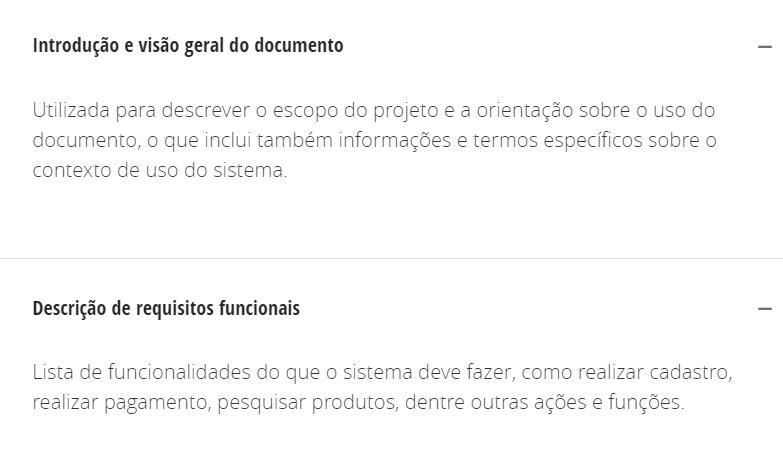 Introdução e visão geral do documento
Utilizada para descrever o escopo do projeto e a orientação sobre o uso do
documento, o que inclui também informações e termos específicos sobre o
contexto de uso do sistema.
Descrição de requisitos funcionais
Lista de funcionalidades do que o sistema deve fazer, como realizar cadastro,
realizar pagamento, pesquisar produtos, dentre outras ações e funções.